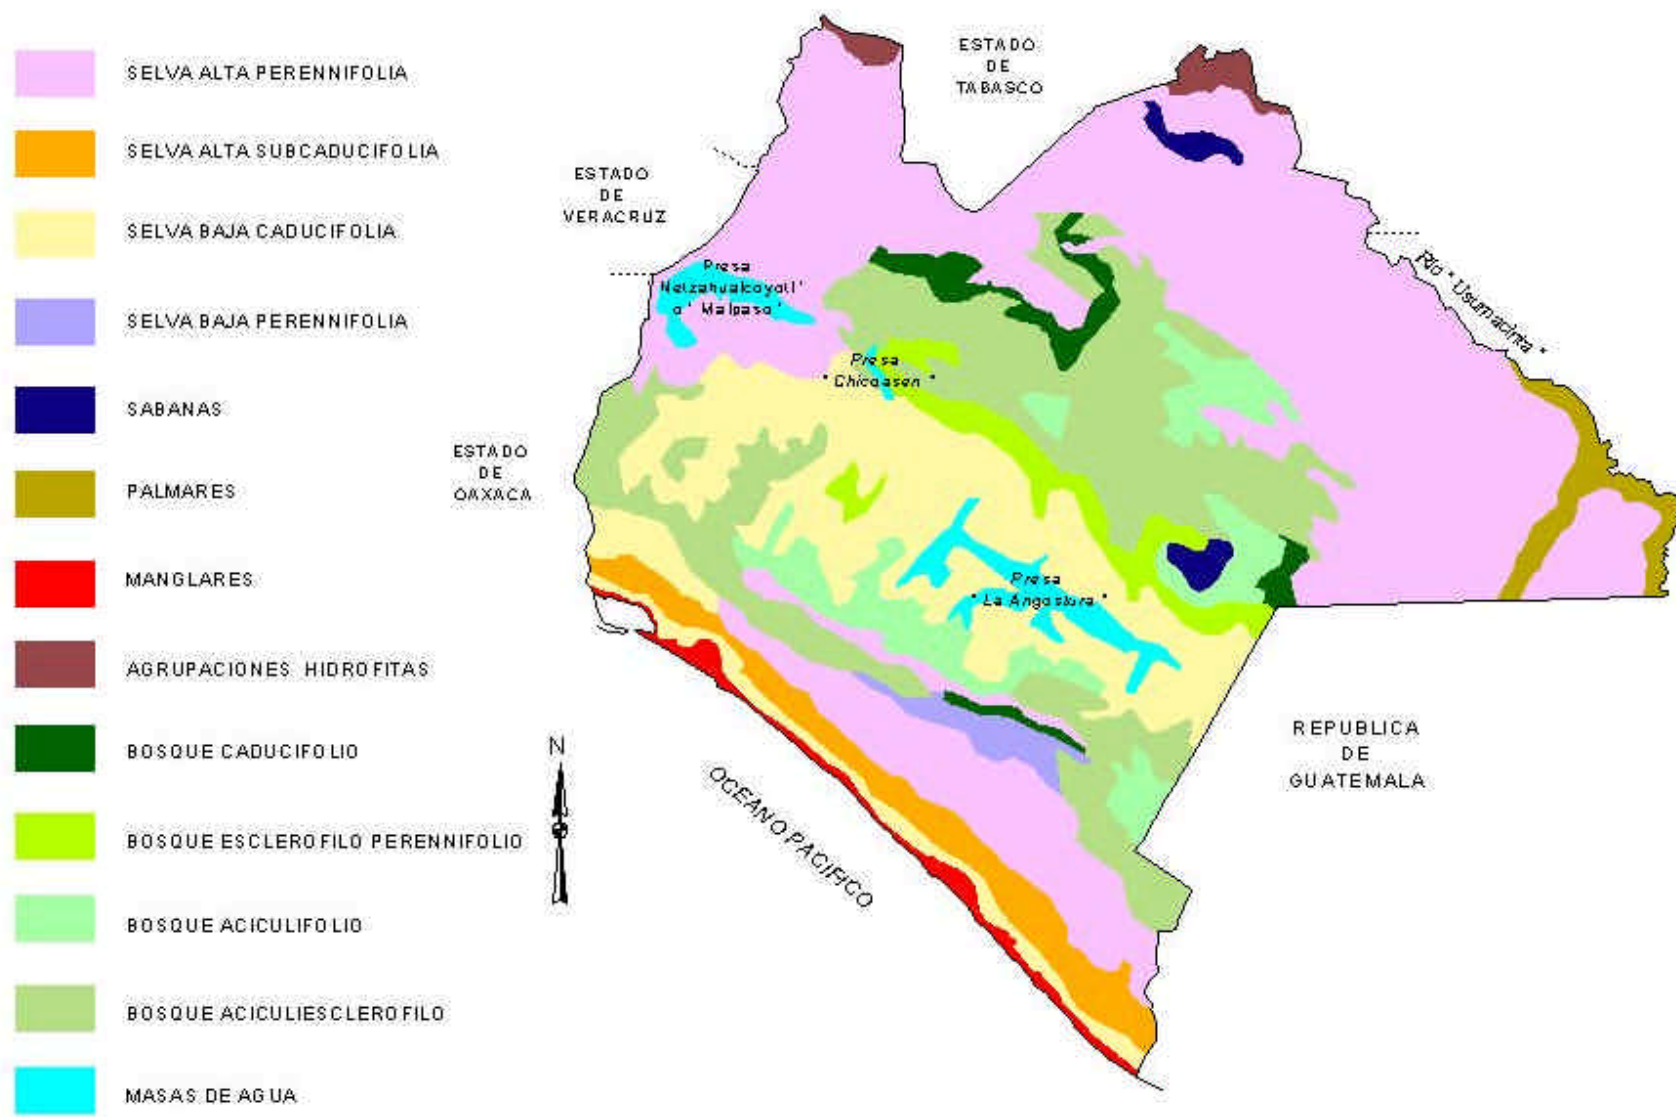 SELVA ALTA PERENNIFOLIA
SELVA ALTA SUBCADUCIFOLIA
SELVA BAJA CADUCIFOLIA
SELVA BAJA PERENNIFOLIA
SABANAS
PALMARES
MANGLARES
AGRUPACIONES HIDROFITAS
BOSQUE CADUCIFOLIO
BOSQUE ESCLEROFILO PERENNIFOLIO
BOSQUE ACICULIFOLIO
BOSQUE ACICULIESCLEROFILO
MASAS DE AGUA
ESTADO
DE
TABASCO
ESTADO
DE
VERACRUZ
Presa
Netzahualcoyotl"
o " Malpaso"
Rio "Usumacinta"
Presa
" Chicoasen "
ESTADO
DE
OAXACA
Presa
" La Angostura "
REPUBLICA
DE
GUATEMALA
N
OCEANO PACIFICO